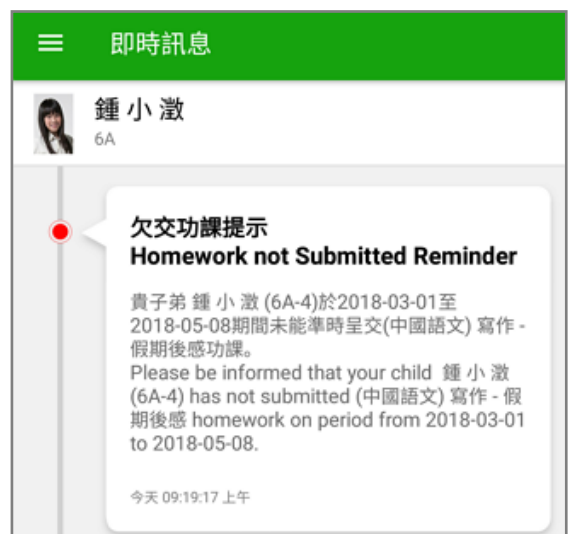 即時訊息
鍾 小 澂
6A
欠交功課提示
Homework not Submitted Reminder
貴子弟 鍾 小 澂 (6A-4)於2018-03-01至
2018-05-08期間未能準時呈交(中國語文) 寫作 -
假期後感功課。
Please be informed that your child 鍾 小 澂
(6A-4) has not submitted (中國語文) 寫作 - 假
期後感 homework on period from 2018-03-01
to 2018-05-08.
今天 09:19:17 上午